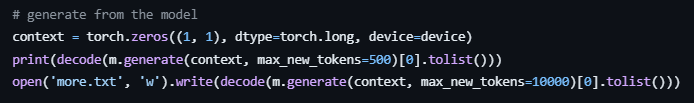 # generate from the model
context = torch.zeros((1, 1), dtype=torch.long, device=device)
print(decode(m.generate(context, max_new_tokens=500)[0].tolist()))
open('more.txt', 'w').write(decode(m.generate(context, max_new_tokens=10000)[0].tolist()))